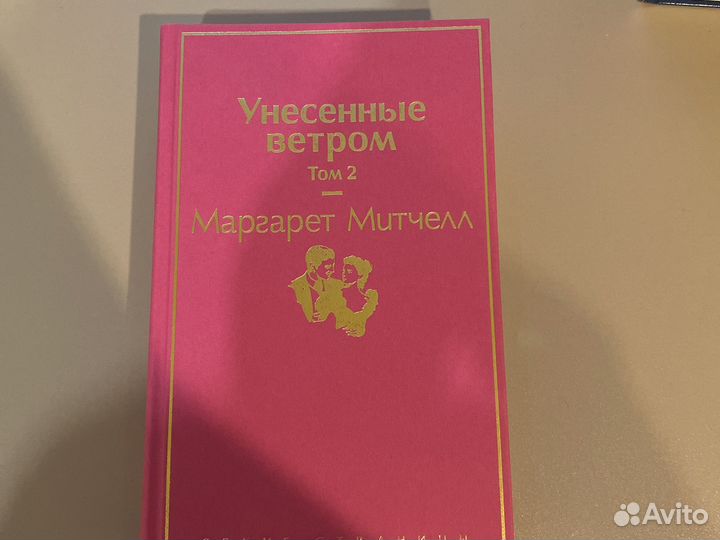 Унесенные
ветром
Том 2
Маргарет Митчелл
Avito